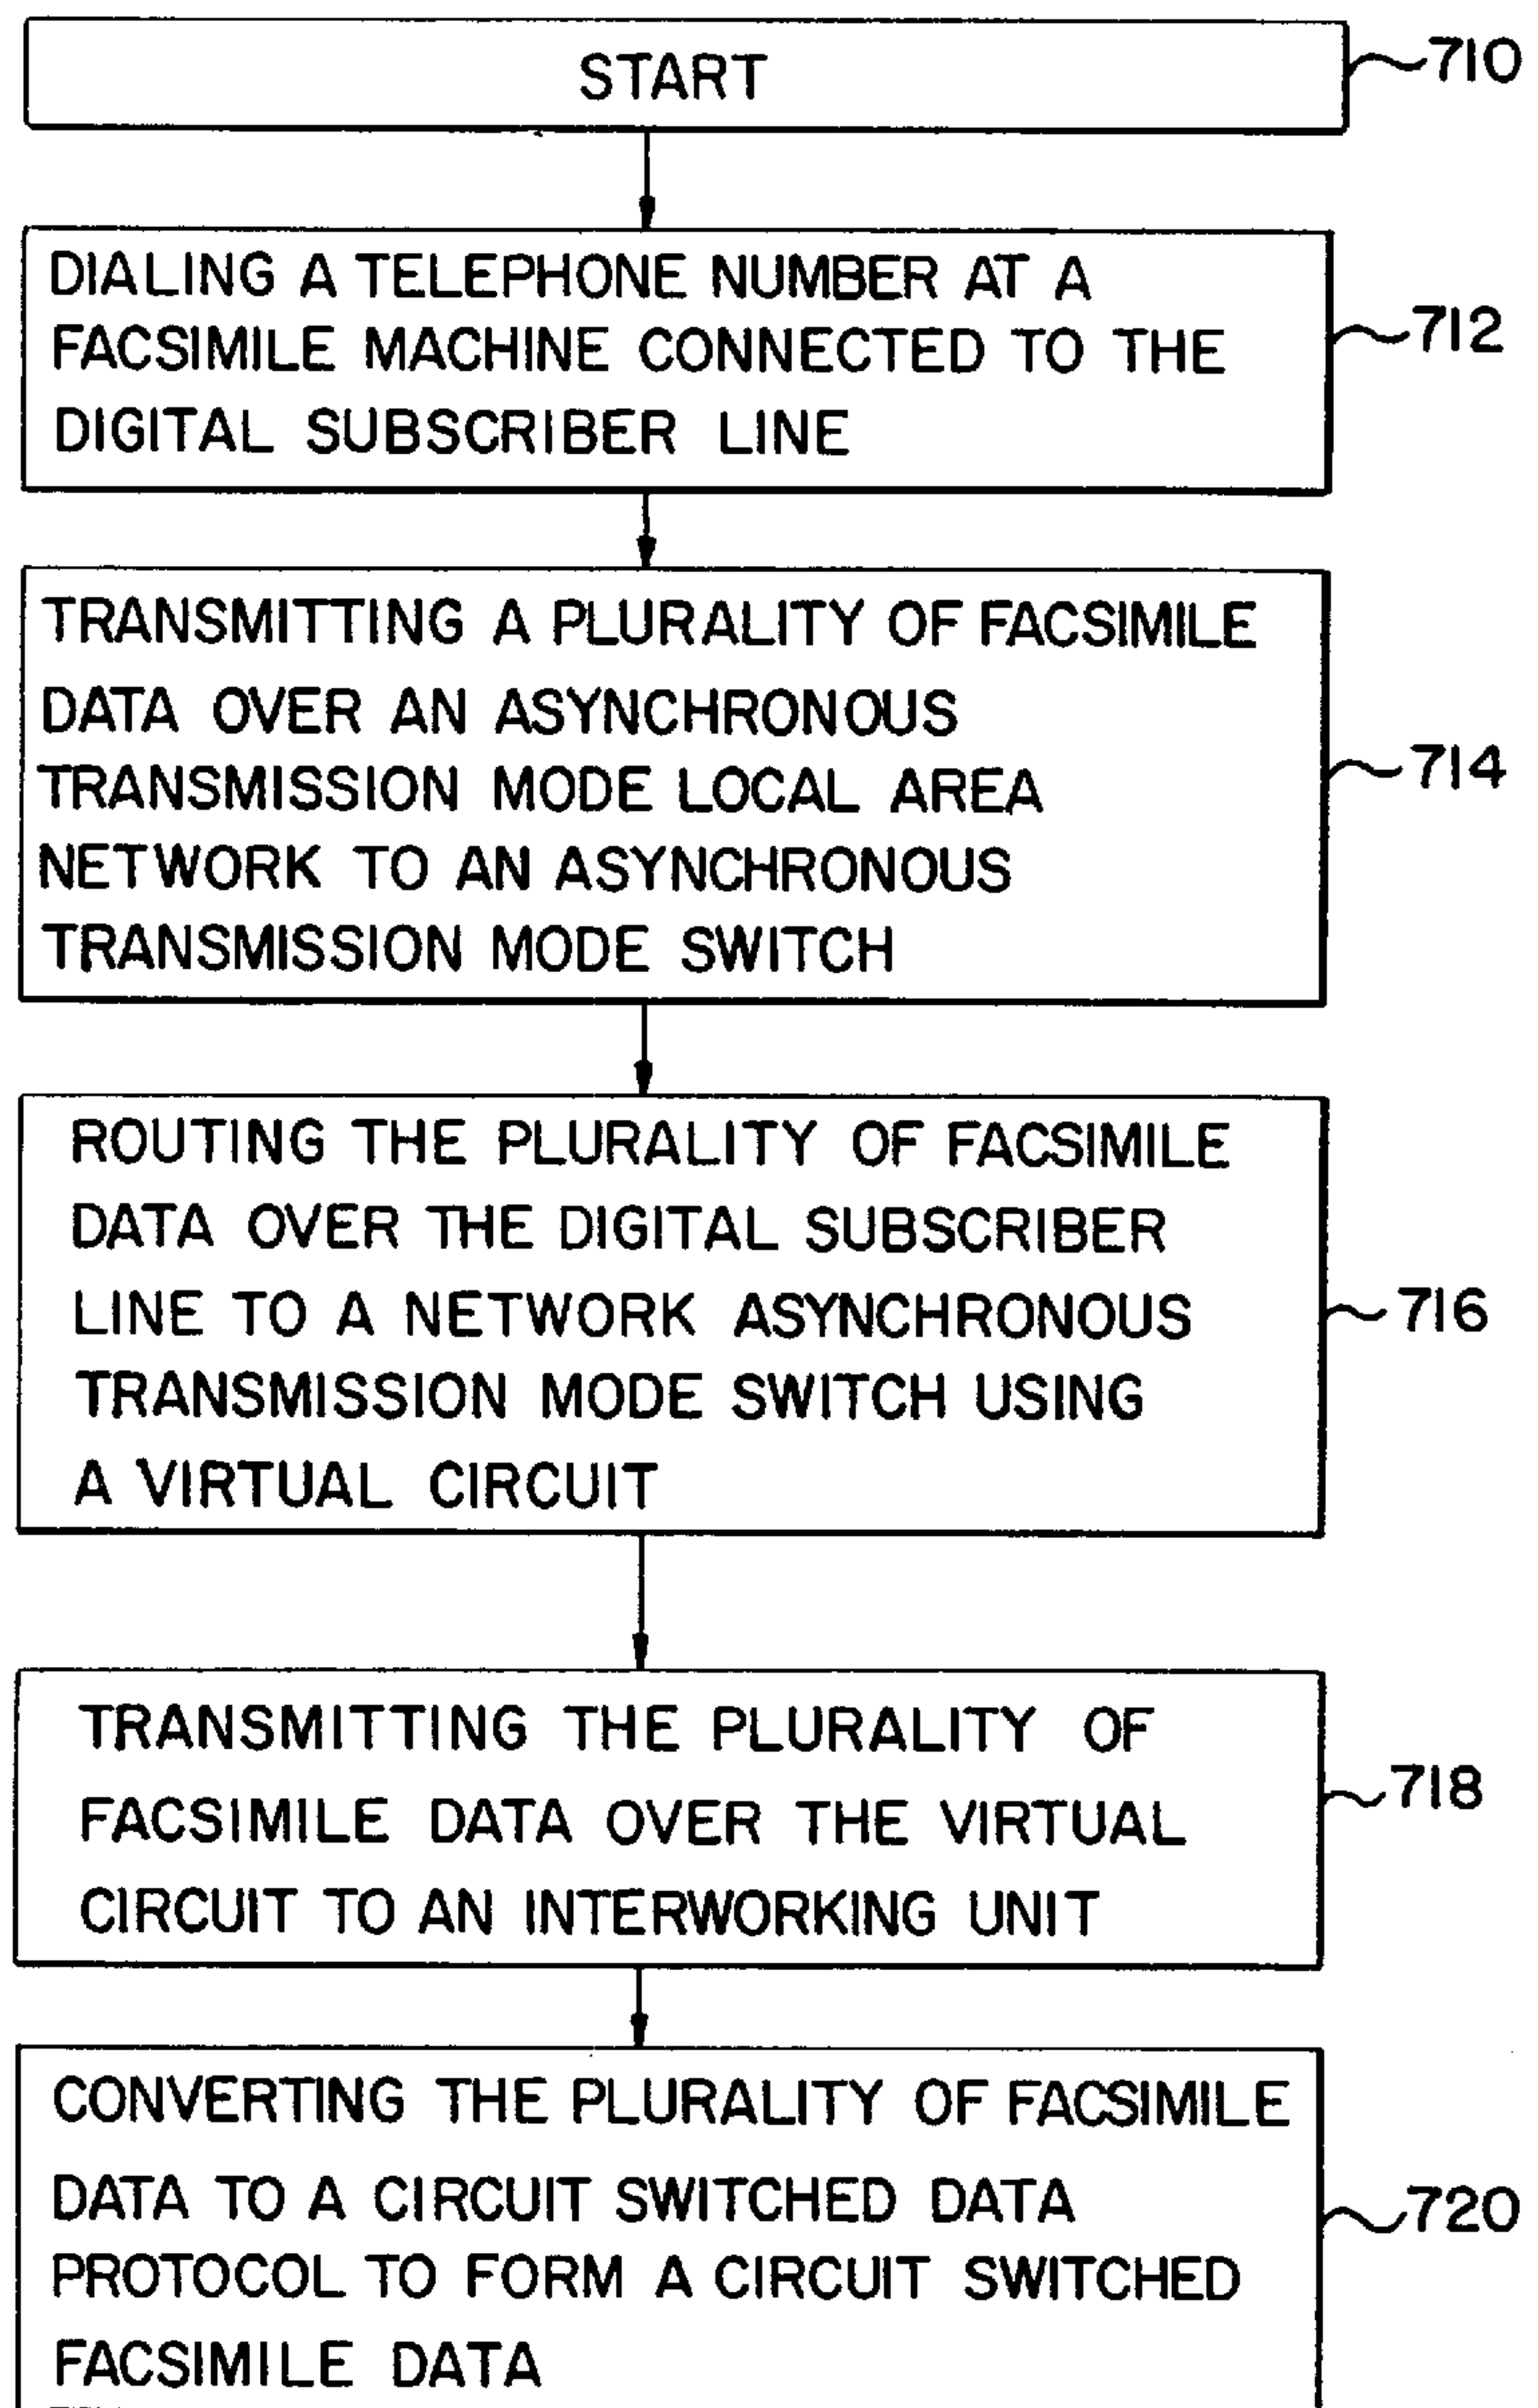 START
710
DIALING A TELEPHONE NUMBER AT A
FACSIMILE MACHINE CONNECTED TO THE
DIGITAL SUBSCRIBER LINE
712
TRANSMITTING A PLURALITY OF FACSIMILE
DATA OVER AN ASYNCHRONOUS
TRANSMISSION MODE LOCAL AREA
NETWORK TO AN ASYNCHRONOUS
TRANSMISSION MODE SWITCH
714
ROUTING THE PLURALITY OF FACSIMILE
DATA OVER THE DIGITAL SUBSCRIBER
LINE TO A NETWORK ASYNCHRONOUS
TRANSMISSION MODE SWITCH USING
A VIRTUAL CIRCUIT
716
TRANSMITTING THE PLURALITY OF
FACSIMILE DATA OVER THE VIRTUAL
CIRCUIT TO AN INTERWORKING UNIT
718
CONVERTING THE PLURALITY OF FACSIMILE
DATA TO A CIRCUIT SWITCHED DATA
PROTOCOL TO FORM A CIRCUIT SWITCHED
FACSIMILE DATA
720